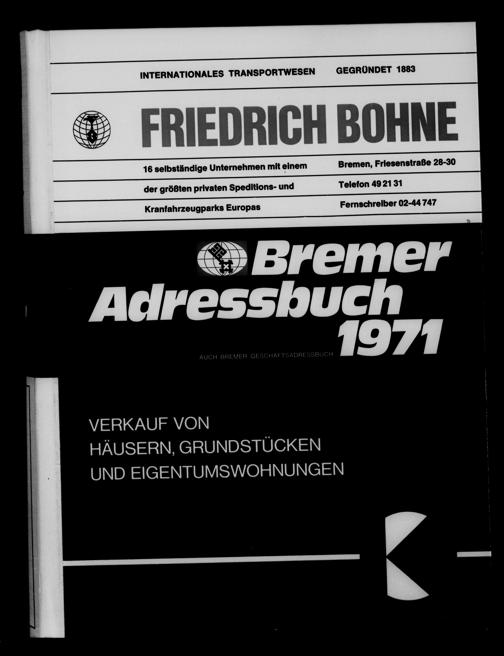 INTERNATIONALES TRANSPORTWESEN GEGRÜNDET 1883
FRIEDRICH BOHNE
16 selbständige Unternehmen mit einem Bremen, Friesenstraße 28-30
der größten privaten Speditions- und Telefon 49 21 31
Kranfahrzeugparks Europas Fernschreiber 02-44 747
Bremer
Adressbuch
1971
AUCH BREMER GESCHÄFTSADRESSBUCH
VERKAUF VON
HÄUSERN, GRUNDSTÜCKEN
UND EIGENTUMSWOHNUNGEN